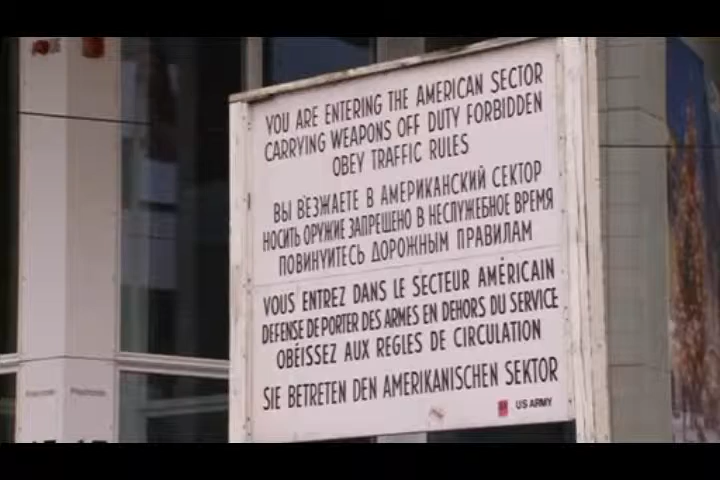 YOU ARE ENTERING THE AMERICAN SECTOR
CARRYING WEAPONS OFF DUTY FORBIDDEN
OBEY TRAFFIC RULES
ВЫ ВЪЕЗЖАЕТЕ В АМЕРИКАНСКИЙ СЕКТОР
НОСИТЬ ОРУЖИЕ ЗАПРЕЩЕНО В НЕСЛУЖЕБНОЕ ВРЕМЯ
ПОВИНУЙТЕСЬ ДОРОЖНЫМ ПРАВИЛАМ
VOUS ENTREZ DANS LE SECTEUR AMÉRICAIN
DEFENSE DE PORTER DES ARMES EN DEHORS DU SERVICE
OBÉISSEZ AUX REGLES DE CIRCULATION
SIE BETRETEN DEN AMERIKANISCHEN SEKTOR
US ARMY